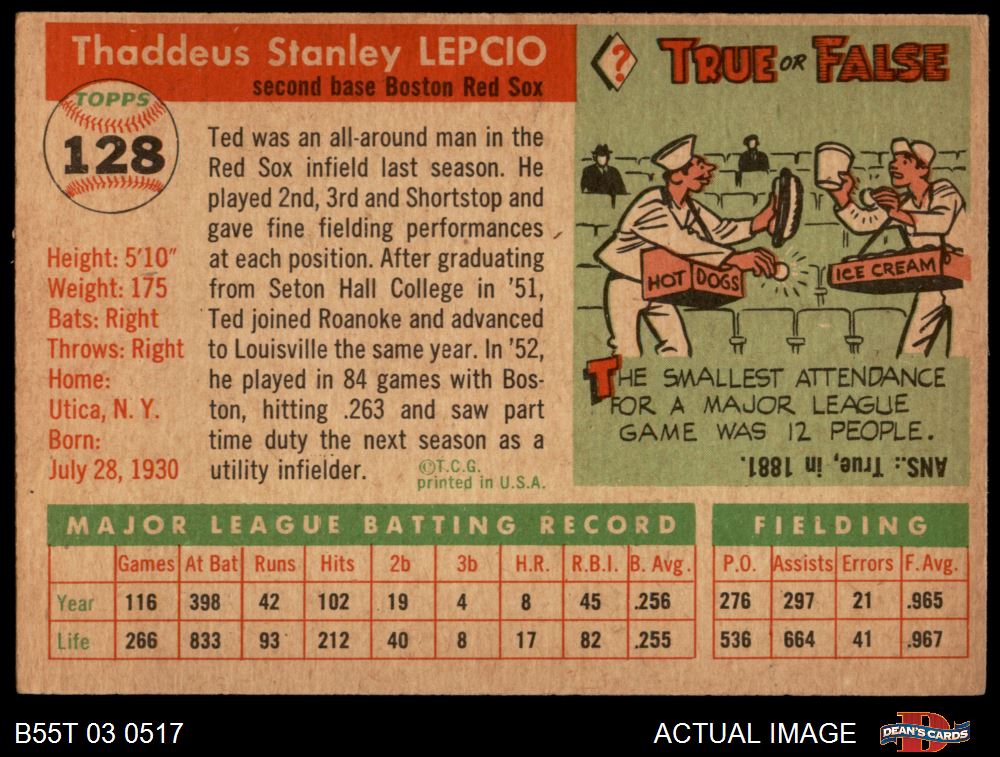 Thaddeus Stanley LEPCIO
second base Boston Red Sox
TOPPS
128
Height: 5'10"
Weight: 175
Bats: Right
Throws: Right
Home:
Utica, N. Y.
Born:
July 28, 1930
Ted was an all-around man in the
Red Sox infield last season. He
played 2nd, 3rd and Shortstop and
gave fine fielding performances
at each position. After graduating
from Seton Hall College in '51,
Ted joined Roanoke and advanced
to Louisville the same year. In '52,
he played in 84 games with Bos-
ton, hitting .263 and saw part
time duty the next season as a
utility infielder.
©T.C.G.
printed in U.S.A.
? TRUE OR FALSE
HOT DOGS
ICE CREAM
THE SMALLEST ATTENDANCE
FOR A MAJOR LEAGUE
GAME WAS 12 PEOPLE.
ANS.: True, in 1881.
MAJOR LEAGUE BATTING RECORD
Games At Bat Runs Hits 2b 3b H.R. R.B.I. B. Avg.
Year 116 398 42 102 19 4 8 45 .256
Life 266 833 93 212 40 8 17 82 .255
FIELDING
P.O. Assists Errors F. Avg.
276 297 21 .965
536 664 41 .967
B55T 03 0517
ACTUAL IMAGE
D
DEAN'S CARDS